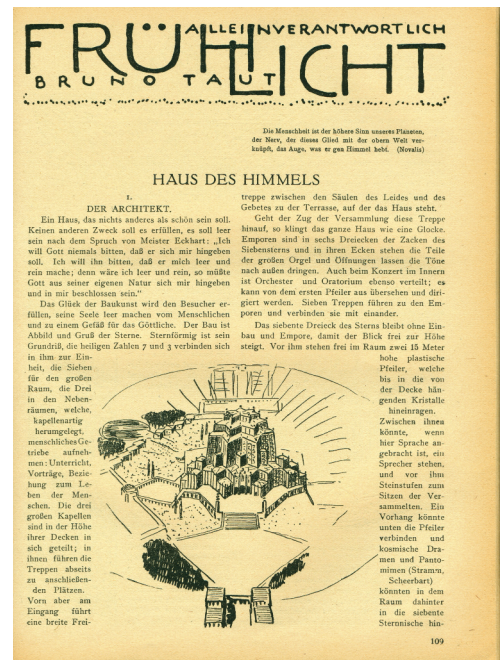 ALLEINVERANTWORTLICH
FRÜHLICHT
BRUNO TAUT
Die Menschheit ist der höhere Sinn unseres Planeten,
der Nerv, der dieses Glied mit der obern Welt ver-
knüpft, das Auge, was er gen Himmel hebt. (Novalis)
HAUS DES HIMMELS
1.
DER ARCHITEKT.
Ein Haus, das nichts anderes als schön sein soll.
Keinen anderen Zweck soll es erfüllen, es soll leer
sein nach dem Spruch von Meister Eckhart: „Ich
will Gott niemals bitten, daß er sich mir hingeben
soll. Ich will ihn bitten, daß er mich leer und
rein mache; denn wäre ich leer und rein, so müßte
Gott aus seiner eigenen Natur sich mir hingeben
und in mir beschlossen sein.“
Das Glück der Baukunst wird den Besucher er-
füllen, seine Seele leer machen vom Menschlichen
und zu einem Gefäß für das Göttliche. Der Bau ist
Abbild und Gruß der Sterne. Sternförmig ist sein
Grundriß, die heiligen Zahlen 7 und 3 verbinden sich
in ihm zur Ein-
heit, die Sieben
für den großen
Raum, die Drei
in den Neben-
räumen, welche,
kapellenartig
herumgelegt,
menschliches Ge-
triebe aufneh-
men: Unterricht,
Vorträge, Bezie-
hung zum Le-
ben der Men-
schen. Die drei
großen Kapellen
sind in der Höhe
ihrer Decken in
sich geteilt; in
ihnen führen die
Treppen abseits
zu anschließen-
den Plätzen.
Vorn aber am
Eingang führt
eine breite Frei-
treppe zwischen den Säulen des Leides und des
Gebetes zu der Terrasse, auf der das Haus steht.
Geht der Zug der Versammlung diese Treppe
hinauf, so klingt das ganze Haus wie eine Glocke.
Emporen sind in sechs Dreiecken der Zacken des
Siebensterns und in ihren Ecken stehen die Teile
der großen Orgel und Öffnungen lassen die Töne
nach außen dringen. Auch beim Konzert im Innern
ist Orchester und Oratorium ebenso verteilt; es
kann von dem ersten Pfeiler aus übersehen und diri-
giert werden. Sieben Treppen führen zu den Em-
poren und verbinden sie mit einander.
Das siebente Dreieck des Sterns bleibt ohne Ein-
bau und Empore, damit der Blick frei zur Höhe
steigt. Vor ihm stehen frei im Raum zwei 15 Meter
hohe plastische
Pfeiler, welche
bis in die von
der Decke hän-
genden Kristalle
hineinragen.
Zwischen ihnen
könnte, wenn
hier Sprache an-
gebracht ist, ein
Sprecher stehen,
und vor ihm
Steinstufen zum
Sitzen der Ver-
sammelten. Ein
Vorhang könnte
unten die Pfeiler
verbinden und
kosmische Dra-
men und Panto-
mimen (Stramm,
Scheerbart)
könnten in dem
Raum dahinter
in die siebente
Sternnische hin-
109